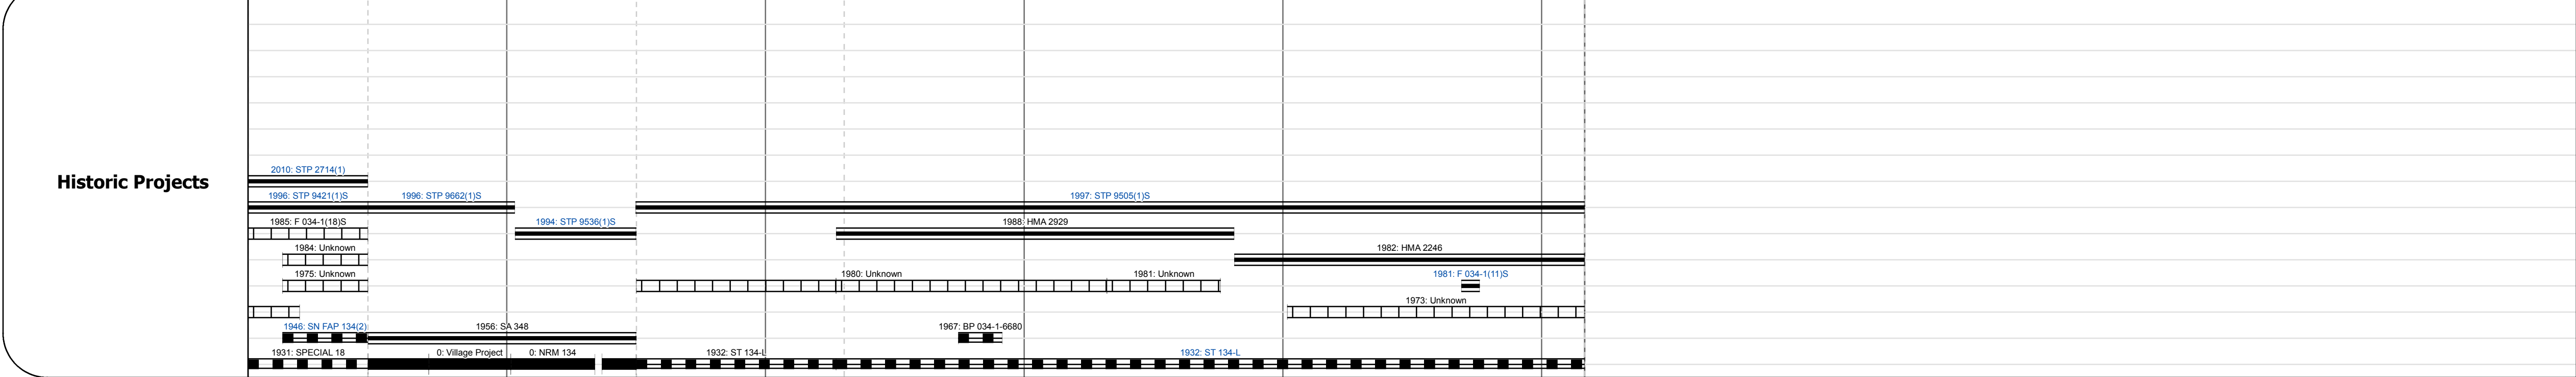 Historic Projects
2010: STP 2714(1)
1996: STP 9421(1)S 1996: STP 9662(1)S 1997: STP 9505(1)S
1985: F 034-1(18)S 1994: STP 9536(1)S 1988: HMA 2929
1984: Unknown 1982: HMA 2246
1975: Unknown 1980: Unknown 1981: Unknown 1981: F 034-1(11)S
1973: Unknown
1946: SN FAP 134(2) 1956: SA 348 1967: BP 034-1-6680
1931: SPECIAL 18 0: Village Project 0: NRM 134 1932: ST 134-L 1932: ST 134-L